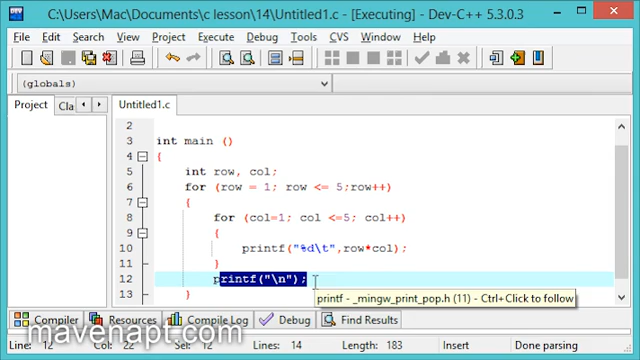 C:\Users\Mac\Documents\c lesson\14\Untitled1.c - [Executing] - Dev-C++ 5.3.0.3
File Edit Search View Project Execute Debug Tools CVS Window Help
(globals)
Project Cla Untitled1.c
2
3 int main ()
4 {
5 int row, col;
6 for (row = 1; row <= 5;row++)
7 {
8 for (col=1; col <=5; col++)
9 {
10 printf("%d\t",row*col);
11 }
12 printf("\n");
printf - _mingw_print_pop.h (11) - Ctrl+Click to follow
13 }
Compiler Resources Compile Log Debug Find Results
mavenapt.com
Line: 12 Col: 22 Sel: 12 Lines: 14 Length: 183 Done parsing